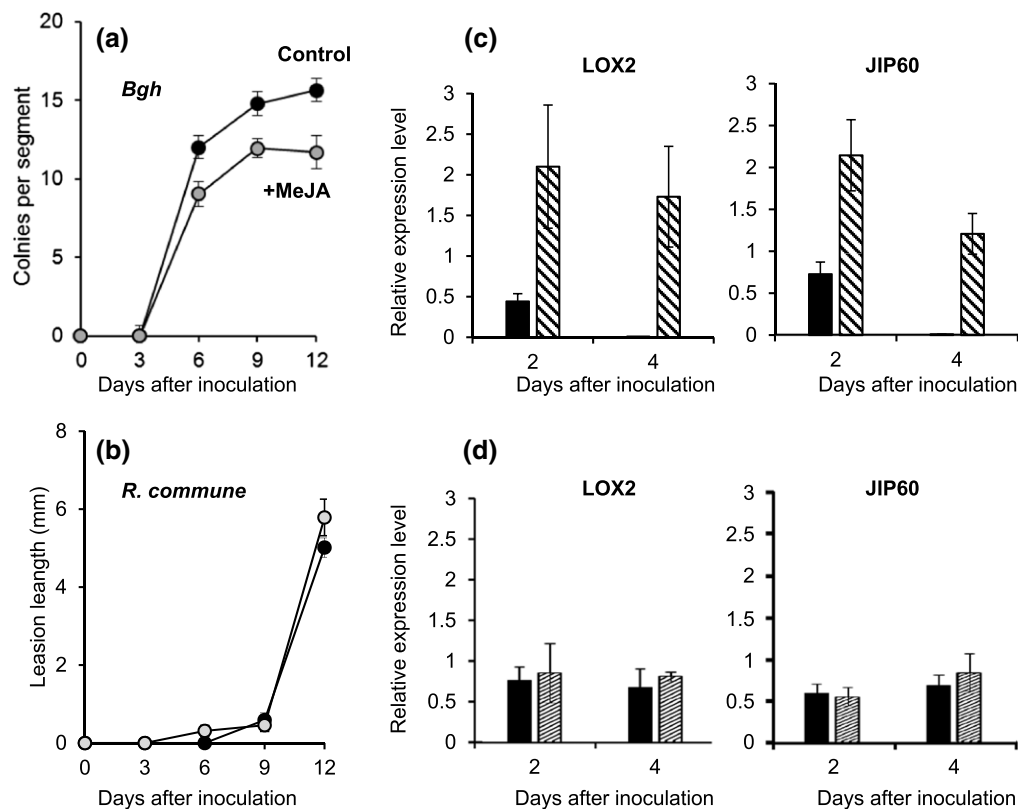 (a)
Bgh
Control
+MeJA
Colnies per segment
20
15
10
5
0
0 3 6 9 12
Days after inoculation
(c)
LOX2
Relative expression level
3
2.5
2
1.5
1
0.5
0
2 4
Days after inoculation
JIP60
3
2.5
2
1.5
1
0.5
0
2 4
Days after inoculation
(b)
R. commune
Leasion leangth (mm)
8
6
4
2
0
0 3 6 9 12
Days after inoculation
(d)
LOX2
Relative expression level
3
2.5
2
1.5
1
0.5
0
2 4
Days after inoculation
JIP60
3
2.5
2
1.5
1
0.5
0
2 4
Days after inoculation